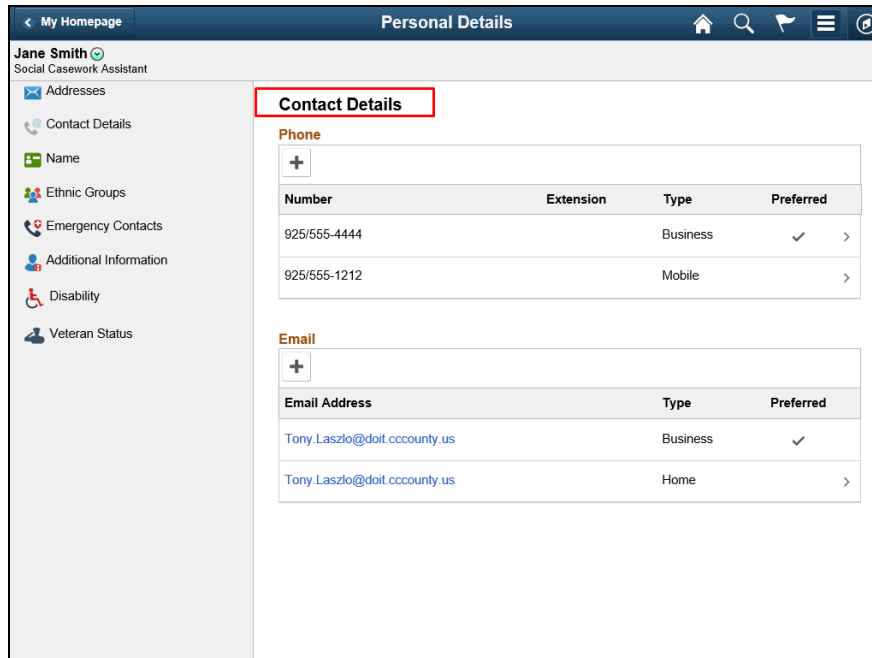 My Homepage
Personal Details
Jane Smith
Social Casework Assistant
Addresses
Contact Details
Name
Ethnic Groups
Emergency Contacts
Additional Information
Disability
Veteran Status
Contact Details
Phone
Number Extension Type Preferred
925/555-4444 Business
925/555-1212 Mobile
Email
Email Address Type Preferred
Tony.Laszlo@doit.cccounty.us Business
Tony.Laszlo@doit.cccounty.us Home